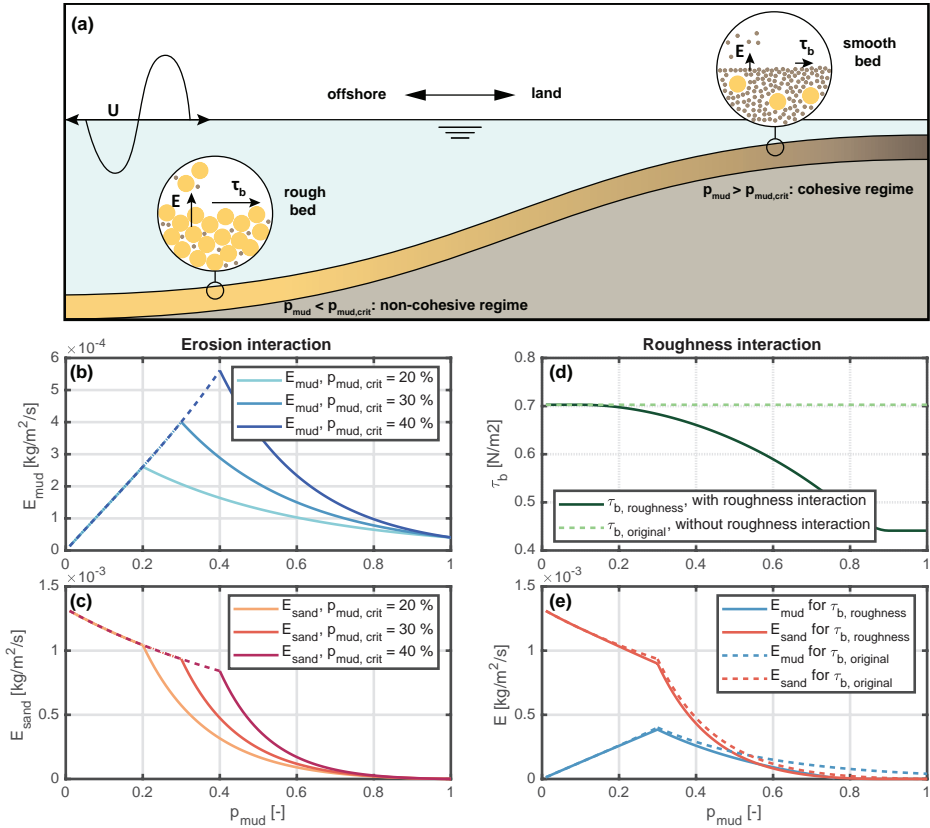 (a)
U
offshore
land
E
τb
smooth
bed
E
τb
rough
bed
pmud > pmud,crit: cohesive regime
pmud < pmud,crit: non-cohesive regime
Erosion interaction
×10-4
(b)
Emud, pmud, crit = 20 %
Emud, pmud, crit = 30 %
Emud, pmud, crit = 40 %
Emud [kg/m2/s]
6
5
4
3
2
1
0
0 0.2 0.4 0.6 0.8 1
Roughness interaction
(d)
τb, roughness, with roughness interaction
τb, original, without roughness interaction
τb [N/m2]
0.8
0.7
0.6
0.5
0.4
0 0.2 0.4 0.6 0.8 1
×10-3
(c)
Esand, pmud, crit = 20 %
Esand, pmud, crit = 30 %
Esand, pmud, crit = 40 %
Esand [kg/m2/s]
1.5
1
0.5
0
0 0.2 0.4 0.6 0.8 1
pmud [-]
×10-3
(e)
Emud for τb, roughness
Esand for τb, roughness
Emud for τb, original
Esand for τb, original
E [kg/m2/s]
1.5
1
0.5
0
0 0.2 0.4 0.6 0.8 1
pmud [-]